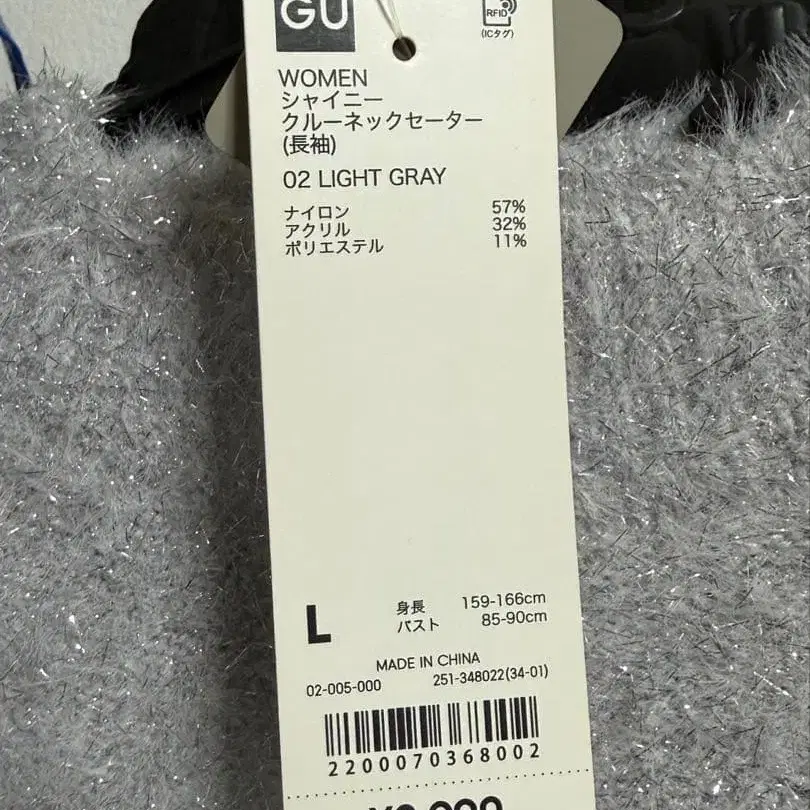 GU
RFID
(ICタグ)
WOMEN
シャイニー
クルーネックセーター
(長袖)
02 LIGHT GRAY
ナイロン 57%
アクリル 32%
ポリエステル 11%
L
身長 159-166cm
バスト 85-90cm
MADE IN CHINA
02-005-000 251-348022(34-01)
2200070368002